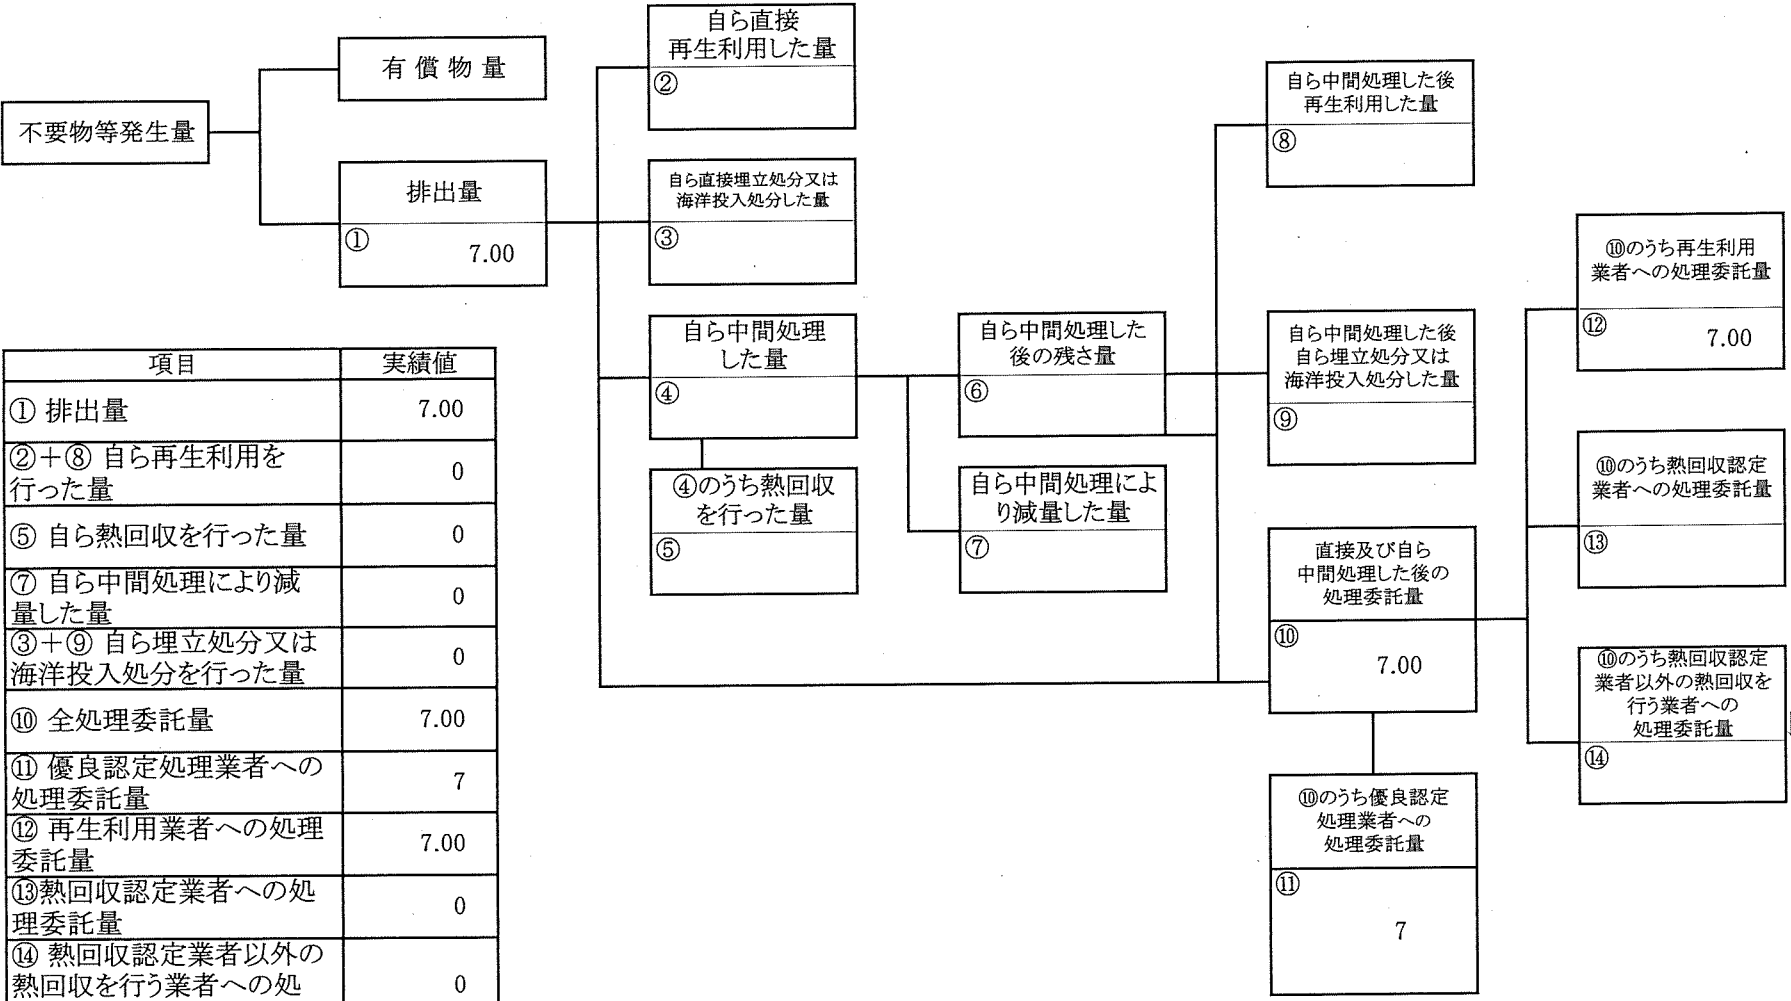 不要物等発生量
有償物量
排出量
①
7.00
自ら直接
再生利用した量
②
自ら直接埋立処分又は
海洋投入処分した量
③
自ら中間処理
した量
④
④のうち熱回収
を行った量
⑤
自ら中間処理した
後の残さ量
⑥
自ら中間処理によ
り減量した量
⑦
自ら中間処理した後
再生利用した量
⑧
自ら中間処理した後
自ら埋立処分又は
海洋投入処分した量
⑨
直接及び自ら
中間処理した後の
処理委託量
⑩
7.00
⑩のうち優良認定
処理業者への
処理委託量
⑪
7
⑩のうち再生利用
業者への処理委託量
⑫
7.00
⑩のうち熱回収認定
業者への処理委託量
⑬
⑩のうち熱回収認定
業者以外の熱回収を
行う業者への
処理委託量
⑭
項目 実績値
① 排出量 7.00
②＋⑧ 自ら再生利用を
行った量 0
⑤ 自ら熱回収を行った量 0
⑦ 自ら中間処理により減
量した量 0
③＋⑨ 自ら埋立処分又は
海洋投入処分を行った量 0
⑩ 全処理委託量 7.00
⑪ 優良認定処理業者への
処理委託量 7
⑫ 再生利用業者への処理
委託量 7.00
⑬熱回収認定業者への処
理委託量 0
⑭ 熱回収認定業者以外の
熱回収を行う業者への処 0